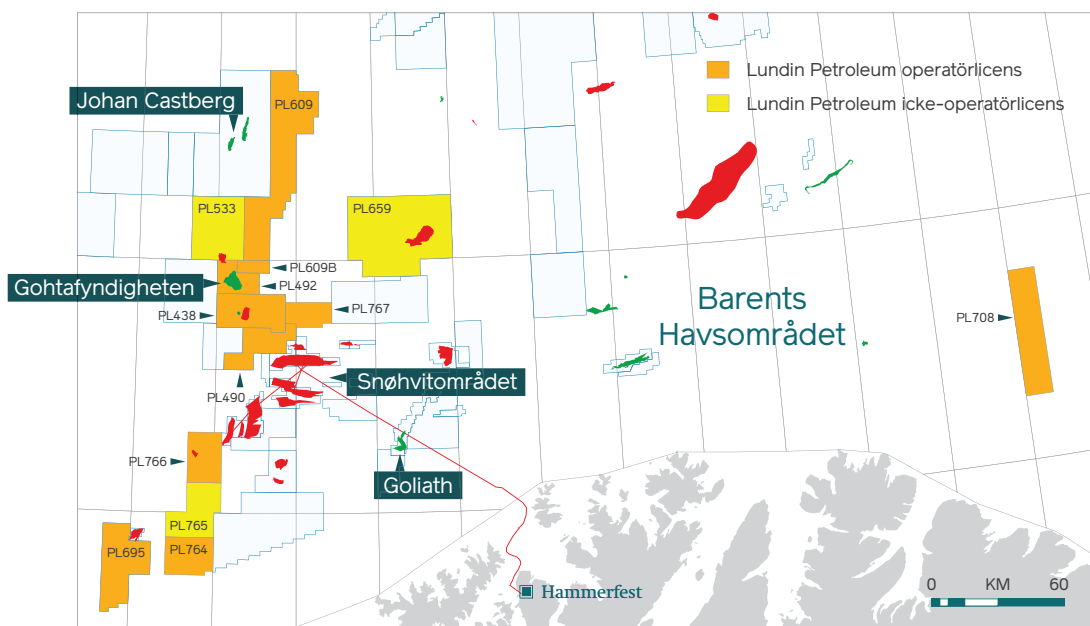 Lundin Petroleum operatörlicens
Lundin Petroleum icke-operatörlicens
Johan Castberg
PL609
PL533
PL659
PL609B
Gohtafyndigheten
PL492
PL438
PL767
Barents
Havsområdet
PL708
Snøhvitområdet
PL490
PL766
Goliath
PL765
PL695
PL764
Hammerfest
0 KM 60